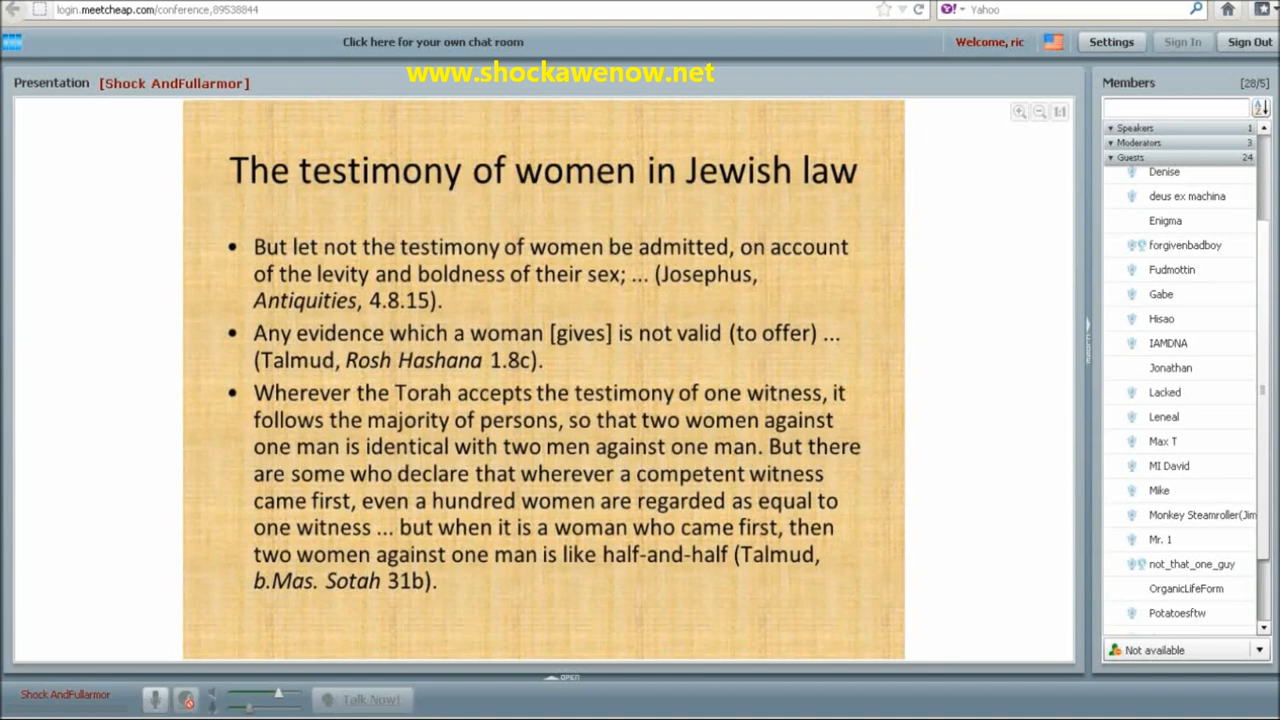 login.meetcheap.com/conference,89538844
Yahoo
Click here for your own chat room
Welcome, ric
Settings
Sign In
Sign Out
Presentation [Shock AndFullarmor]
www.shockawenow.net
Members [28/5]
Speakers 1
Moderators 3
Guests 24
Denise
deus ex machina
Enigma
forgivenbadboy
Fudmottin
Gabe
Hisao
IAMDNA
Jonathan
Lacked
Leneal
Max T
MI David
Mike
Monkey Steamroller(Jim
Mr. 1
not_that_one_guy
OrganicLifeForm
Potatoesftw
Not available
The testimony of women in Jewish law
• But let not the testimony of women be admitted, on account
of the levity and boldness of their sex; ... (Josephus,
Antiquities, 4.8.15).
• Any evidence which a woman [gives] is not valid (to offer) ...
(Talmud, Rosh Hashana 1.8c).
• Wherever the Torah accepts the testimony of one witness, it
follows the majority of persons, so that two women against
one man is identical with two men against one man. But there
are some who declare that wherever a competent witness
came first, even a hundred women are regarded as equal to
one witness ... but when it is a woman who came first, then
two women against one man is like half-and-half (Talmud,
b.Mas. Sotah 31b).
OPEN
Shock AndFullarmor
Talk Now!